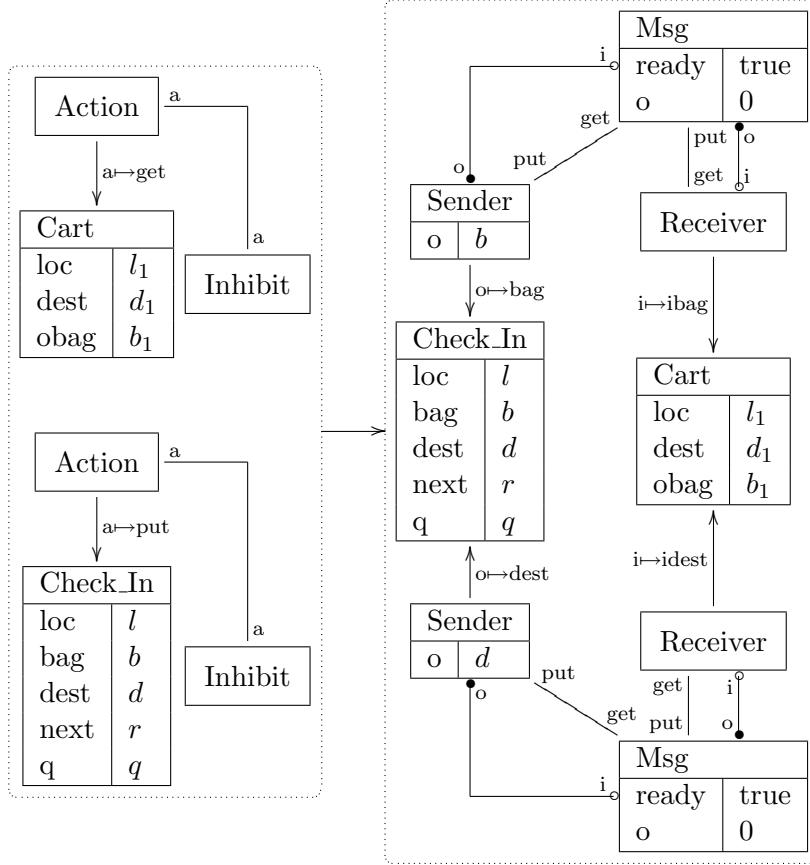 Action
a
a↦get
a
Cart
loc l₁
dest d₁
obag b₁
Inhibit
Action
a
a↦put
a
Check_In
loc l
bag b
dest d
next r
q q
Inhibit
Msg
ready true
o 0
i
get
put
o
put
o
get
i
Sender
o b
Receiver
o↦bag
i↦ibag
Check_In
loc l
bag b
dest d
next r
q q
Cart
loc l₁
dest d₁
obag b₁
o↦dest
i↦idest
Sender
o d
Receiver
put
o
get
get
i
put
o
i
Msg
ready true
o 0